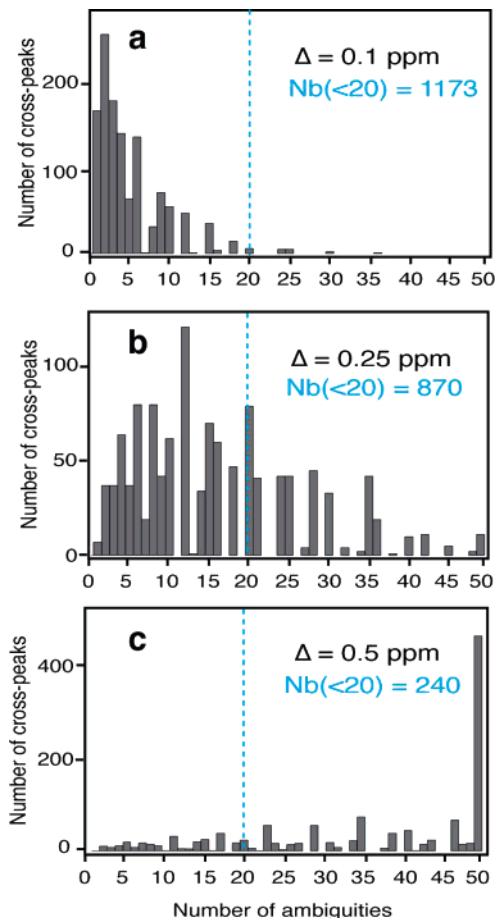 a
Δ = 0.1 ppm
Nb(<20) = 1173
Number of cross-peaks
200
100
0
0 5 10 15 20 25 30 35 40 45 50
b
Δ = 0.25 ppm
Nb(<20) = 870
Number of cross-peaks
100
50
0
0 5 10 15 20 25 30 35 40 45 50
c
Δ = 0.5 ppm
Nb(<20) = 240
Number of cross-peaks
400
200
0
0 5 10 15 20 25 30 35 40 45 50
Number of ambiguities